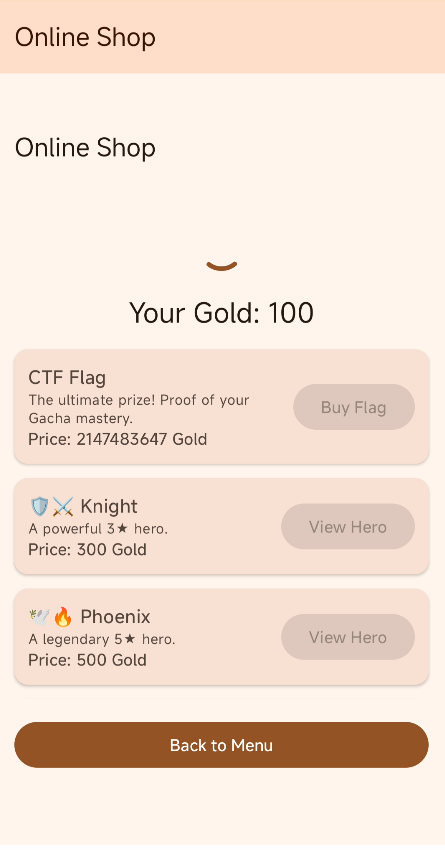 Online Shop
Online Shop
Your Gold: 100
CTF Flag
The ultimate prize! Proof of your
Gacha mastery.
Price: 2147483647 Gold
Buy Flag
🛡️⚔️ Knight
A powerful 3★ hero.
Price: 300 Gold
View Hero
🕊️🔥 Phoenix
A legendary 5★ hero.
Price: 500 Gold
View Hero
Back to Menu